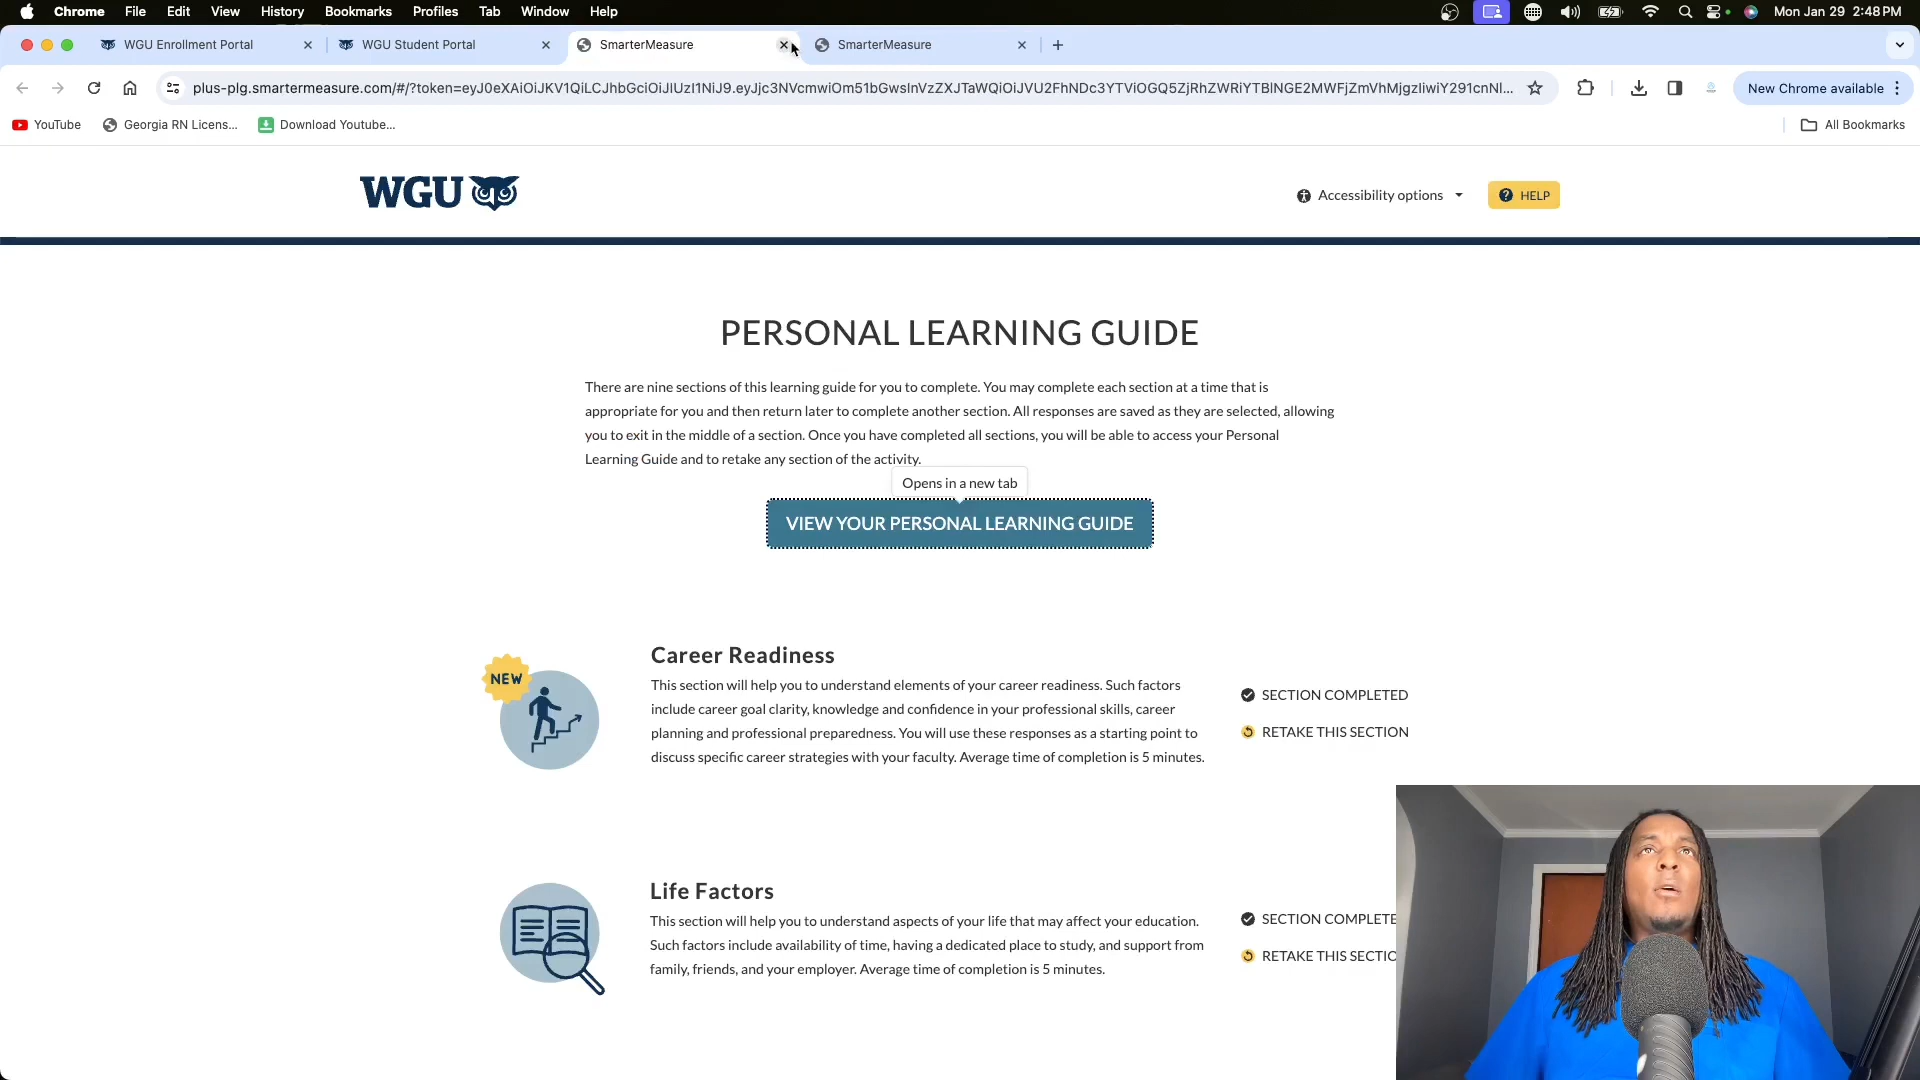 Chrome File Edit View History Bookmarks Profiles Tab Window Help Mon Jan 29 2:48 PM
WGU Enrollment Portal WGU Student Portal SmarterMeasure SmarterMeasure
New Chrome available
YouTube Georgia RN Licens... Download Youtube... All Bookmarks
WGU Accessibility options HELP
PERSONAL LEARNING GUIDE
There are nine sections of this learning guide for you to complete. You may complete each section at a time that is
appropriate for you and then return later to complete another section. All responses are saved as they are selected, allowing
you to exit in the middle of a section. Once you have completed all sections, you will be able to access your Personal
Learning Guide and to retake any section of the activity.
Opens in a new tab
VIEW YOUR PERSONAL LEARNING GUIDE
Career Readiness
NEW
This section will help you to understand elements of your career readiness. Such factors
include career goal clarity, knowledge and confidence in your professional skills, career
planning and professional preparedness. You will use these responses as a starting point to
discuss specific career strategies with your faculty. Average time of completion is 5 minutes.
SECTION COMPLETED
RETAKE THIS SECTION
Life Factors
This section will help you to understand aspects of your life that may affect your education.
Such factors include availability of time, having a dedicated place to study, and support from
family, friends, and your employer. Average time of completion is 5 minutes.
SECTION COMPLETE
RETAKE THIS SECTIO